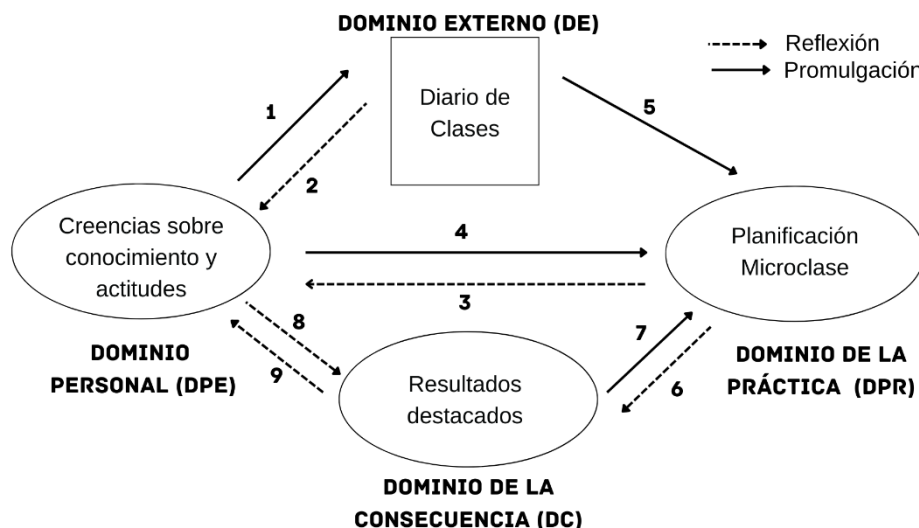 DOMINIO EXTERNO (DE)
Reflexión
Promulgación
Diario de
Clases
1
5
2
Creencias sobre
conocimiento y
actitudes
4
Planificación
Microclase
3
8
7
DOMINIO
PERSONAL (DPE)
9
Resultados
destacados
6
DOMINIO DE LA
PRÁCTICA (DPR)
DOMINIO DE LA
CONSECUENCIA (DC)